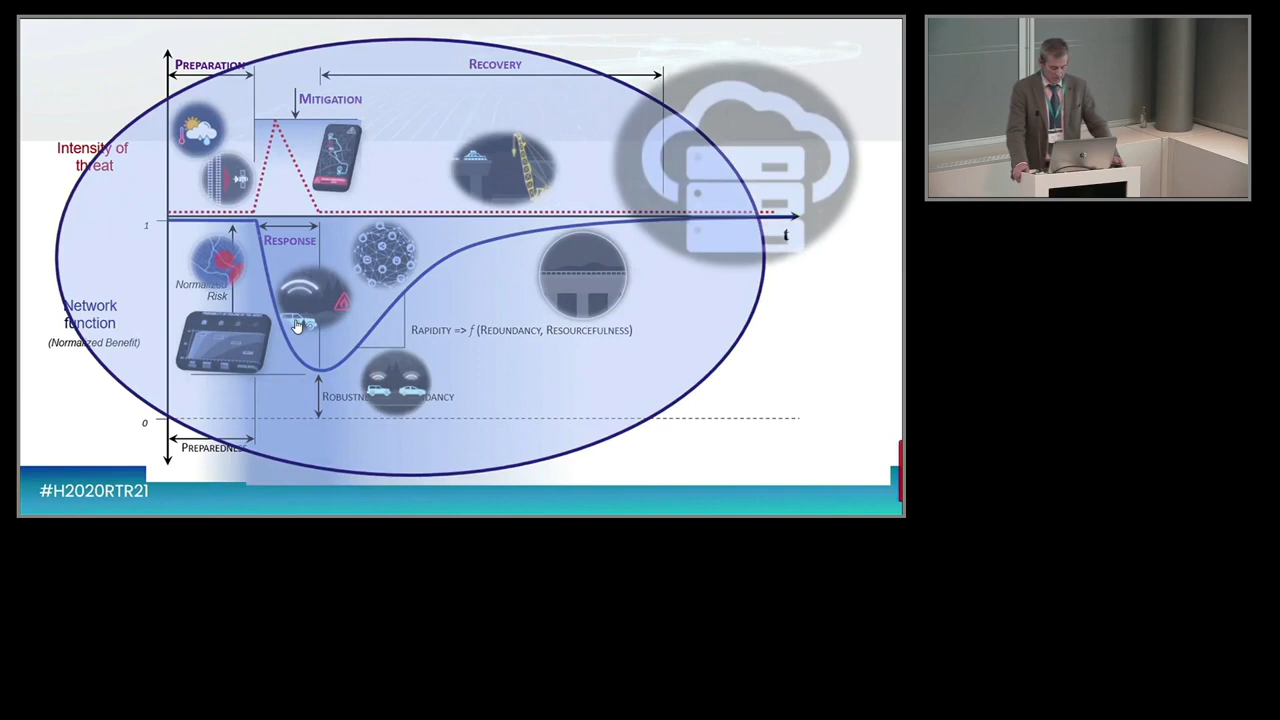 PREPARATION
RECOVERY
MITIGATION
Intensity of
threat
1
t
RESPONSE
Normalized
Risk
Network
function
(Normalized Benefit)
RAPIDITY => f (REDUNDANCY, RESOURCEFULNESS)
0
PREPAREDNESS
#H2020RTR21